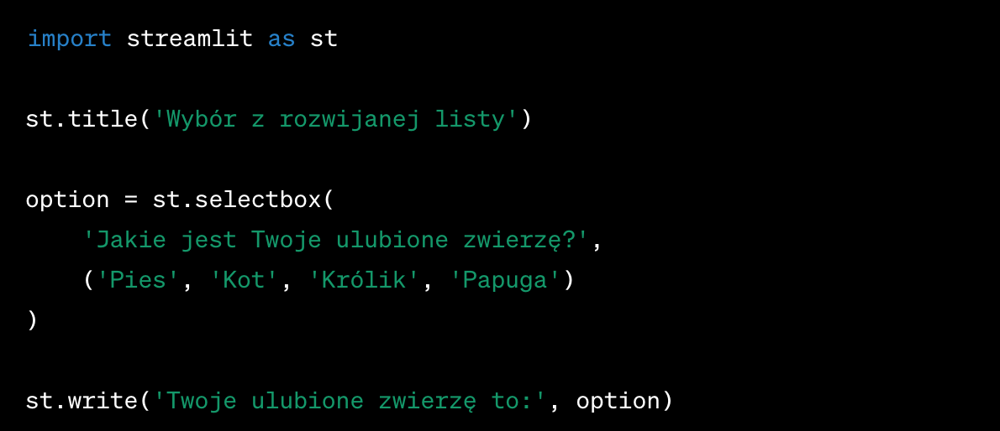 import streamlit as st
st.title('Wybór z rozwijanej listy')
option = st.selectbox(
    'Jakie jest Twoje ulubione zwierzę?',
    ('Pies', 'Kot', 'Królik', 'Papuga')
)
st.write('Twoje ulubione zwierzę to:', option)